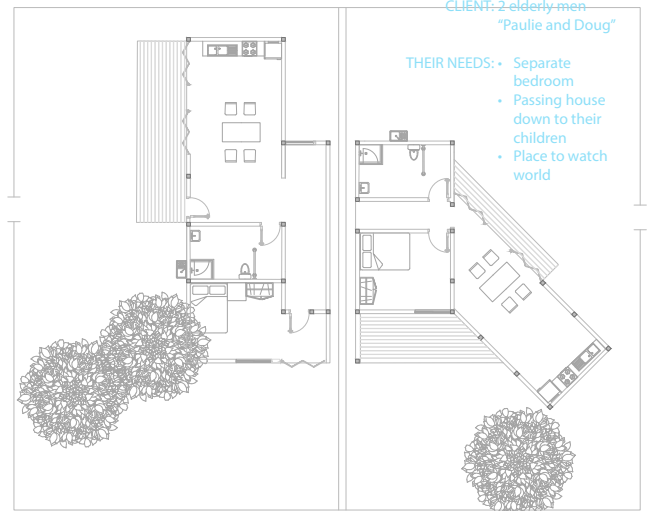 CLIENT: 2 elderly men
“Paulie and Doug”
THEIR NEEDS: • Separate
bedroom
• Passing house
down to their
children
• Place to watch
world